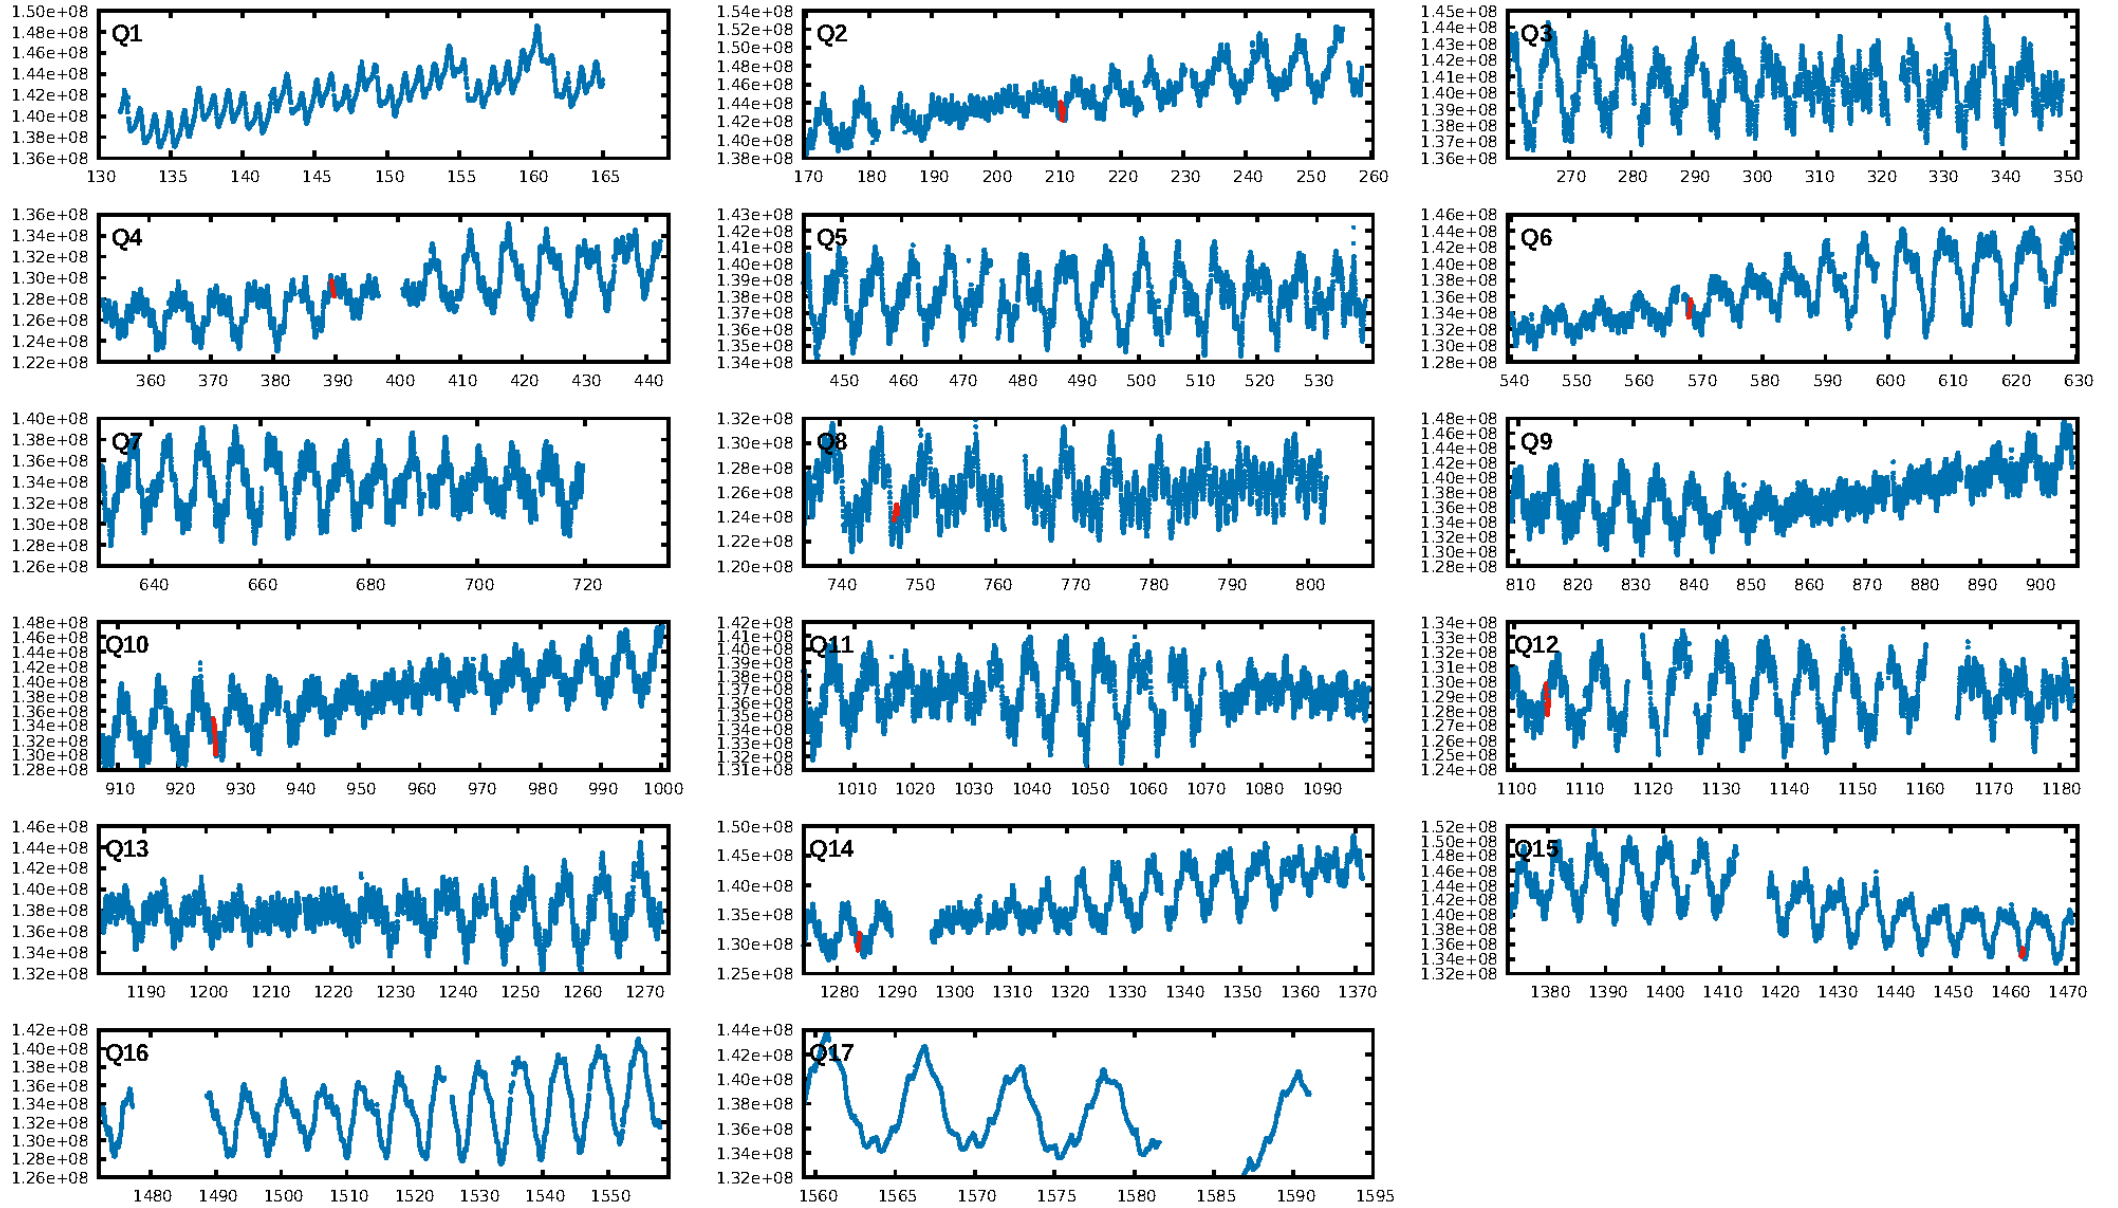 Q1
1.50e+08
1.48e+08
1.46e+08
1.44e+08
1.42e+08
1.40e+08
1.38e+08
1.36e+08
130 135 140 145 150 155 160 165
Q2
1.54e+08
1.52e+08
1.50e+08
1.48e+08
1.46e+08
1.44e+08
1.42e+08
1.40e+08
1.38e+08
170 180 190 200 210 220 230 240 250 260
Q3
1.45e+08
1.44e+08
1.43e+08
1.42e+08
1.41e+08
1.40e+08
1.39e+08
1.38e+08
1.37e+08
1.36e+08
270 280 290 300 310 320 330 340 350
Q4
1.36e+08
1.34e+08
1.32e+08
1.30e+08
1.28e+08
1.26e+08
1.24e+08
1.22e+08
360 370 380 390 400 410 420 430 440
Q5
1.43e+08
1.42e+08
1.41e+08
1.40e+08
1.39e+08
1.38e+08
1.37e+08
1.36e+08
1.35e+08
1.34e+08
450 460 470 480 490 500 510 520 530
Q6
1.46e+08
1.44e+08
1.42e+08
1.40e+08
1.38e+08
1.36e+08
1.34e+08
1.32e+08
1.30e+08
1.28e+08
540 550 560 570 580 590 600 610 620 630
Q7
1.40e+08
1.38e+08
1.36e+08
1.34e+08
1.32e+08
1.30e+08
1.28e+08
1.26e+08
640 660 680 700 720
Q8
1.32e+08
1.30e+08
1.28e+08
1.26e+08
1.24e+08
1.22e+08
1.20e+08
740 750 760 770 780 790 800
Q9
1.48e+08
1.46e+08
1.44e+08
1.42e+08
1.40e+08
1.38e+08
1.36e+08
1.34e+08
1.32e+08
1.30e+08
1.28e+08
810 820 830 840 850 860 870 880 890 900
Q10
1.48e+08
1.46e+08
1.44e+08
1.42e+08
1.40e+08
1.38e+08
1.36e+08
1.34e+08
1.32e+08
1.30e+08
1.28e+08
910 920 930 940 950 960 970 980 990 1000
Q11
1.42e+08
1.41e+08
1.40e+08
1.39e+08
1.38e+08
1.37e+08
1.36e+08
1.35e+08
1.34e+08
1.33e+08
1.32e+08
1.31e+08
1010 1020 1030 1040 1050 1060 1070 1080 1090
Q12
1.34e+08
1.33e+08
1.32e+08
1.31e+08
1.30e+08
1.29e+08
1.28e+08
1.27e+08
1.26e+08
1.25e+08
1.24e+08
1100 1110 1120 1130 1140 1150 1160 1170 1180
Q13
1.46e+08
1.44e+08
1.42e+08
1.40e+08
1.38e+08
1.36e+08
1.34e+08
1.32e+08
1190 1200 1210 1220 1230 1240 1250 1260 1270
Q14
1.50e+08
1.45e+08
1.40e+08
1.35e+08
1.30e+08
1.25e+08
1280 1290 1300 1310 1320 1330 1340 1350 1360 1370
Q15
1.52e+08
1.50e+08
1.48e+08
1.46e+08
1.44e+08
1.42e+08
1.40e+08
1.38e+08
1.36e+08
1.34e+08
1.32e+08
1380 1390 1400 1410 1420 1430 1440 1450 1460 1470
Q16
1.42e+08
1.40e+08
1.38e+08
1.36e+08
1.34e+08
1.32e+08
1.30e+08
1.28e+08
1.26e+08
1480 1490 1500 1510 1520 1530 1540 1550
Q17
1.44e+08
1.42e+08
1.40e+08
1.38e+08
1.36e+08
1.34e+08
1.32e+08
1560 1565 1570 1575 1580 1585 1590 1595